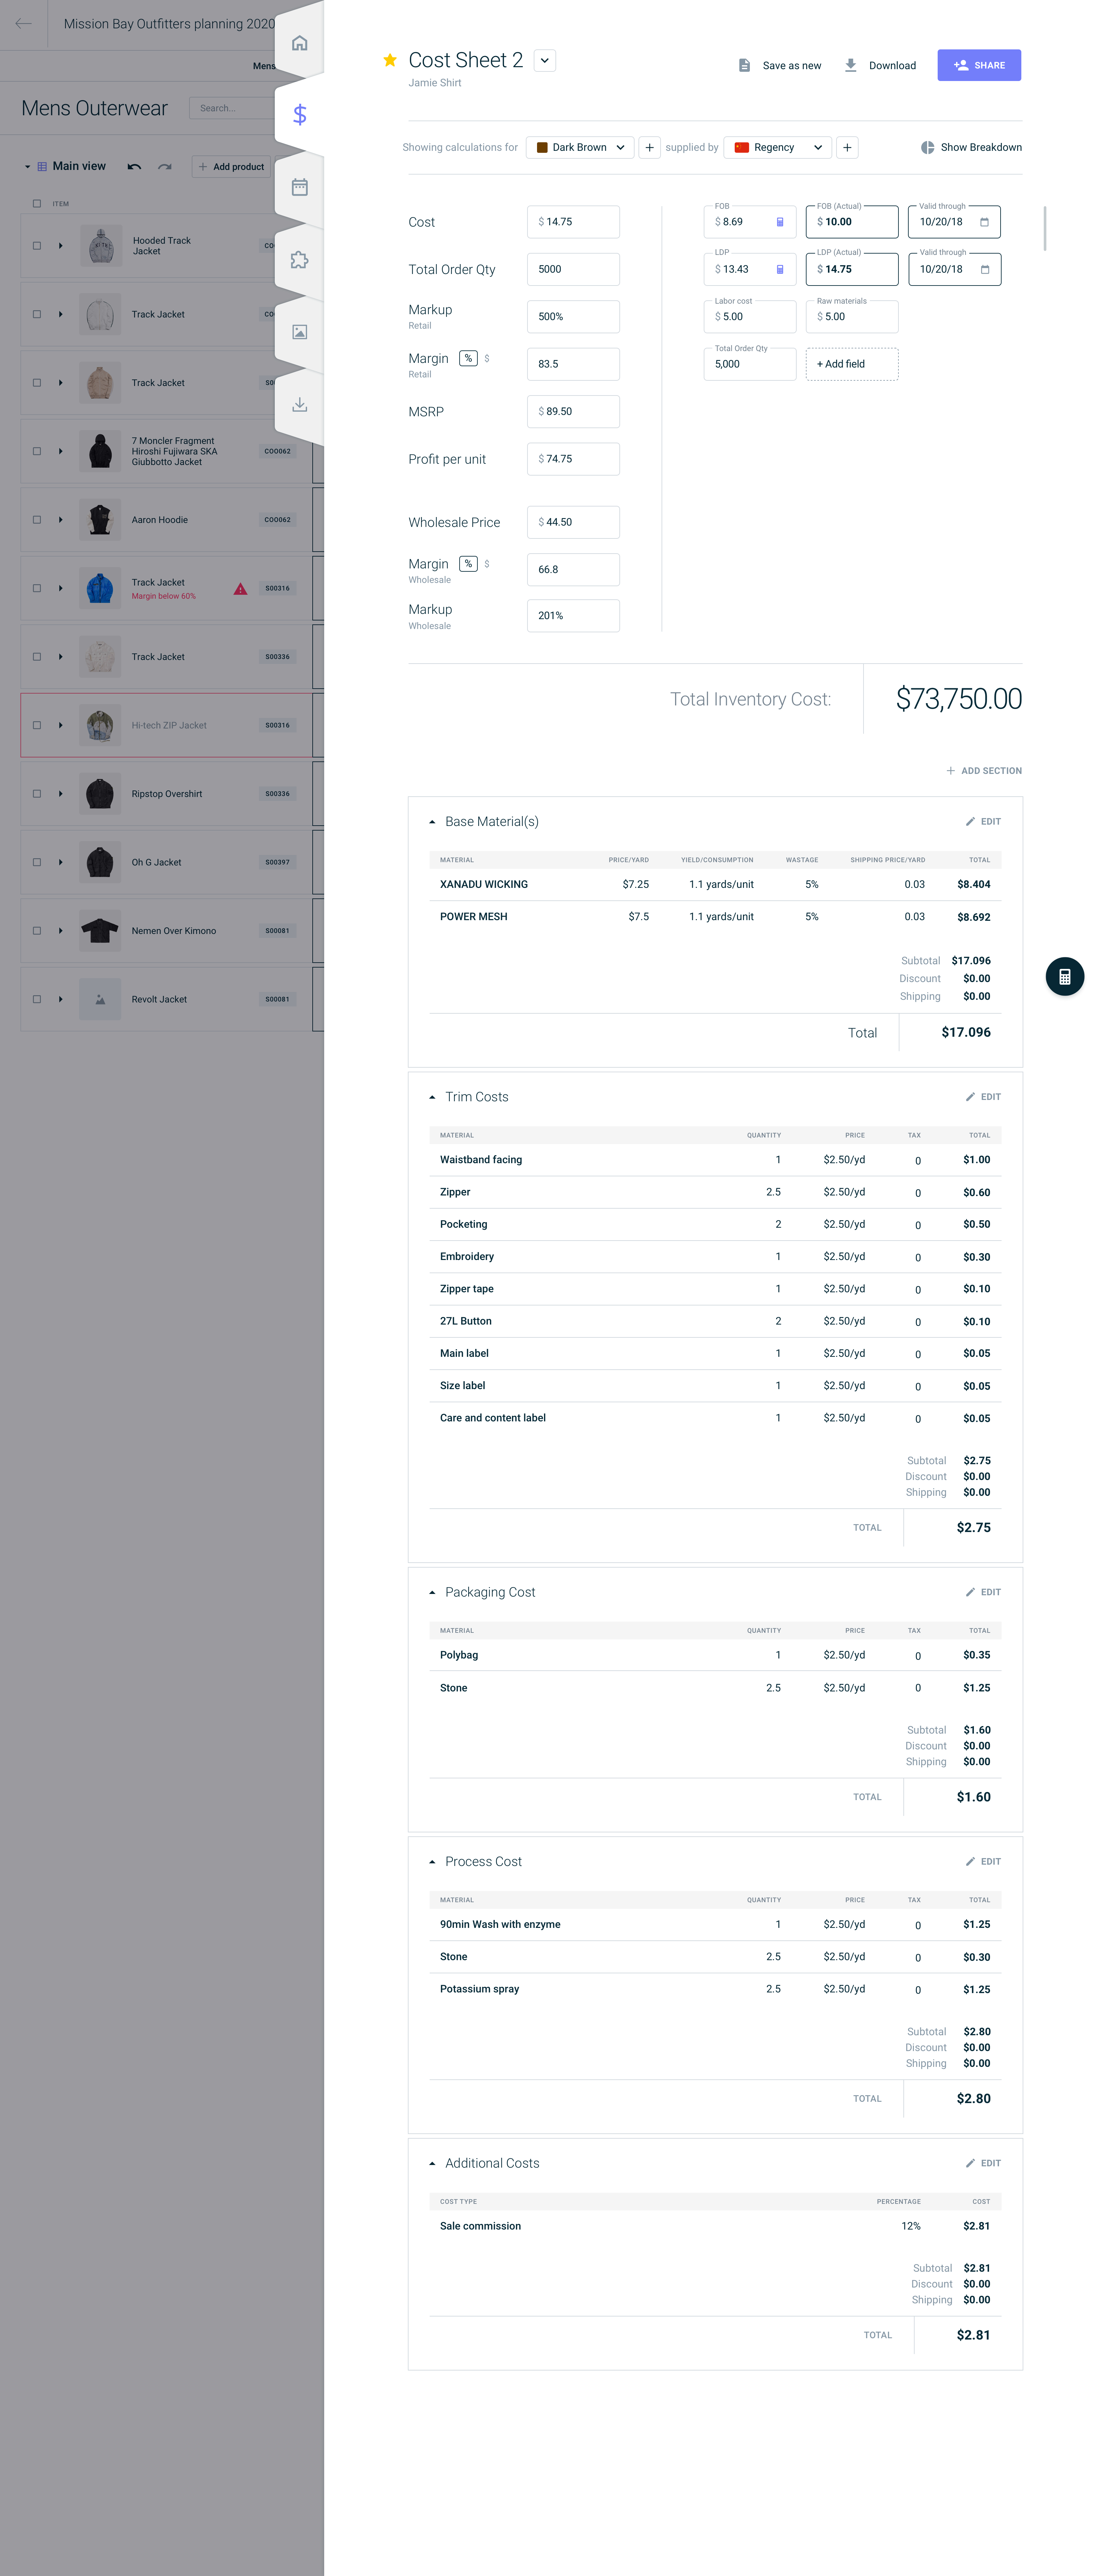 Mission Bay Outfitters planning 2020
Mens
Mens Outerwear
Search...
Main view
Add product
ITEM
Hooded Track
Jacket
CO
Track Jacket
CO
Track Jacket
S0
7 Moncler Fragment
Hiroshi Fujiwara SKA
Giubbotto Jacket
COO062
Aaron Hoodie
COO062
Track Jacket
Margin below 60%
S00316
Track Jacket
S00336
Hi-tech ZIP Jacket
S00316
Ripstop Overshirt
S00336
Oh G Jacket
S00397
Nemen Over Kimono
S00081
Revolt Jacket
S00081
$
Cost Sheet 2
Jamie Shirt
Save as new
Download
SHARE
Showing calculations for
Dark Brown
+
supplied by
Regency
+
Show Breakdown
Cost
$ 14.75
Total Order Qty
5000
Markup
Retail
500%
Margin % $
Retail
83.5
MSRP
$ 89.50
Profit per unit
$ 74.75
Wholesale Price
$ 44.50
Margin % $
Wholesale
66.8
Markup
Wholesale
201%
FOB
$ 8.69
FOB (Actual)
$ 10.00
Valid through
10/20/18
LDP
$ 13.43
LDP (Actual)
$ 14.75
Valid through
10/20/18
Labor cost
$ 5.00
Raw materials
$ 5.00
Total Order Qty
5,000
+ Add field
Total Inventory Cost: $73,750.00
+ ADD SECTION
Base Material(s) EDIT
MATERIAL PRICE/YARD YIELD/CONSUMPTION WASTAGE SHIPPING PRICE/YARD TOTAL
XANADU WICKING $7.25 1.1 yards/unit 5% 0.03 $8.404
POWER MESH $7.5 1.1 yards/unit 5% 0.03 $8.692
Subtotal $17.096
Discount $0.00
Shipping $0.00
Total $17.096
Trim Costs EDIT
MATERIAL QUANTITY PRICE TAX TOTAL
Waistband facing 1 $2.50/yd 0 $1.00
Zipper 2.5 $2.50/yd 0 $0.60
Pocketing 2 $2.50/yd 0 $0.50
Embroidery 1 $2.50/yd 0 $0.30
Zipper tape 1 $2.50/yd 0 $0.10
27L Button 2 $2.50/yd 0 $0.10
Main label 1 $2.50/yd 0 $0.05
Size label 1 $2.50/yd 0 $0.05
Care and content label 1 $2.50/yd 0 $0.05
Subtotal $2.75
Discount $0.00
Shipping $0.00
TOTAL $2.75
Packaging Cost EDIT
MATERIAL QUANTITY PRICE TAX TOTAL
Polybag 1 $2.50/yd 0 $0.35
Stone 2.5 $2.50/yd 0 $1.25
Subtotal $1.60
Discount $0.00
Shipping $0.00
TOTAL $1.60
Process Cost EDIT
MATERIAL QUANTITY PRICE TAX TOTAL
90min Wash with enzyme 1 $2.50/yd 0 $1.25
Stone 2.5 $2.50/yd 0 $0.30
Potassium spray 2.5 $2.50/yd 0 $1.25
Subtotal $2.80
Discount $0.00
Shipping $0.00
TOTAL $2.80
Additional Costs EDIT
COST TYPE PERCENTAGE COST
Sale commission 12% $2.81
Subtotal $2.81
Discount $0.00
Shipping $0.00
TOTAL $2.81